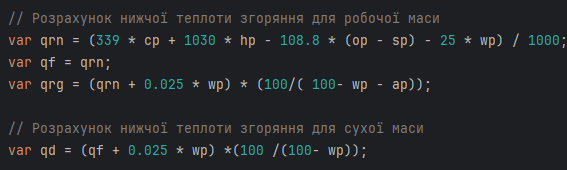 // Розрахунок нижчої теплоти згоряння для робочої маси
var qrn = (339 * cp + 1030 * hp - 108.8 * (op - sp) - 25 * wp) / 1000;
var qf = qrn;
var qrg = (qrn + 0.025 * wp) * (100/( 100- wp - ap));
// Розрахунок нижчої теплоти згоряння для сухої маси
var qd = (qf + 0.025 * wp) *(100 /(100- wp));